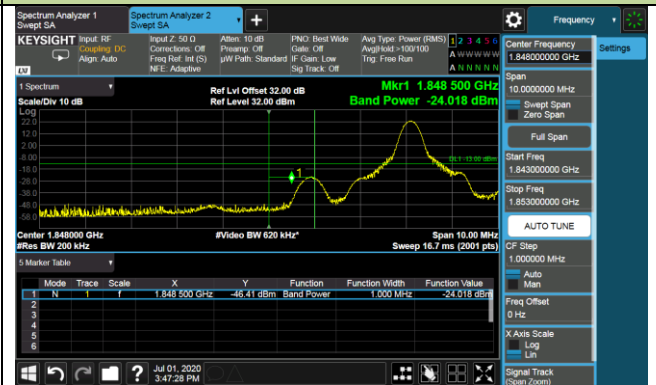 Spectrum Analyzer 1
Swept SA
Spectrum Analyzer 2
Swept SA
Frequency
KEYSIGHT
Input: RF
Coupling: DC
Align: Auto
Input Z: 50 Ω
Corrections: Off
Freq Ref: Int (S)
NFE: Adaptive
Atten: 10 dB
Preamp: Off
µW Path: Standard
PNO: Best Wide
Gate: Off
IF Gain: Low
Sig Track: Off
Avg Type: Power (RMS)
Avg|Hold:>100/100
Trig: Free Run
1 2 3 4 5 6
A W W W W W
A N N N N N
LXI
1 Spectrum
Scale/Div 10 dB
Ref Lvl Offset 32.00 dB
Ref Level 32.00 dBm
Mkr1 1.848 500 GHz
Band Power -24.018 dBm
Log
22.0
12.0
2.00
-8.00
-18.0
-28.0
-38.0
-48.0
-58.0
DL1 -13.00 dBm
1
Center 1.848000 GHz
#Res BW 200 kHz
#Video BW 620 kHz*
Span 10.00 MHz
Sweep 16.7 ms (2001 pts)
5 Marker Table
Mode Trace Scale X Y Function Function Width Function Value
1 N 1 f 1.848 500 GHz -46.41 dBm Band Power 1.000 MHz -24.018 dBm
2
3
4
5
6
Jul 01, 2020
3:47:28 PM
Center Frequency
1.848000000 GHz
Settings
Span
10.0000000 MHz
Swept Span
Zero Span
Full Span
Start Freq
1.843000000 GHz
Stop Freq
1.853000000 GHz
AUTO TUNE
CF Step
1.000000 MHz
Auto
Man
Freq Offset
0 Hz
X Axis Scale
Log
Lin
Signal Track
(Span Zoom)